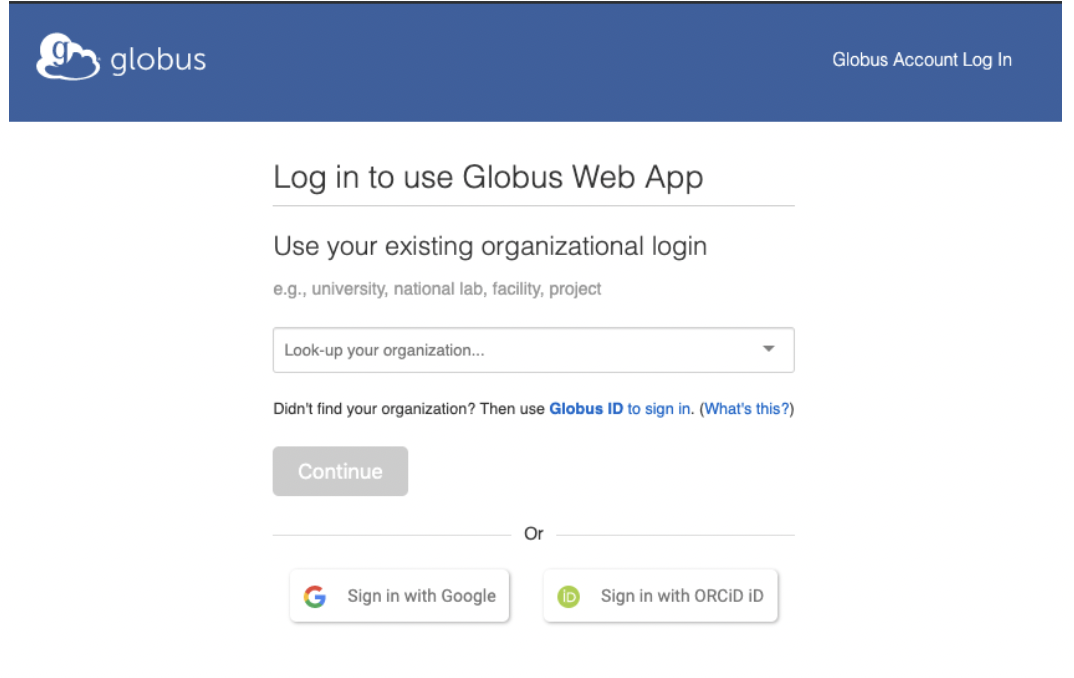 globus
Globus Account Log In
Log in to use Globus Web App
Use your existing organizational login
e.g., university, national lab, facility, project
Look-up your organization...
Didn't find your organization? Then use Globus ID to sign in. (What's this?)
Continue
Or
Sign in with Google
iD Sign in with ORCiD iD